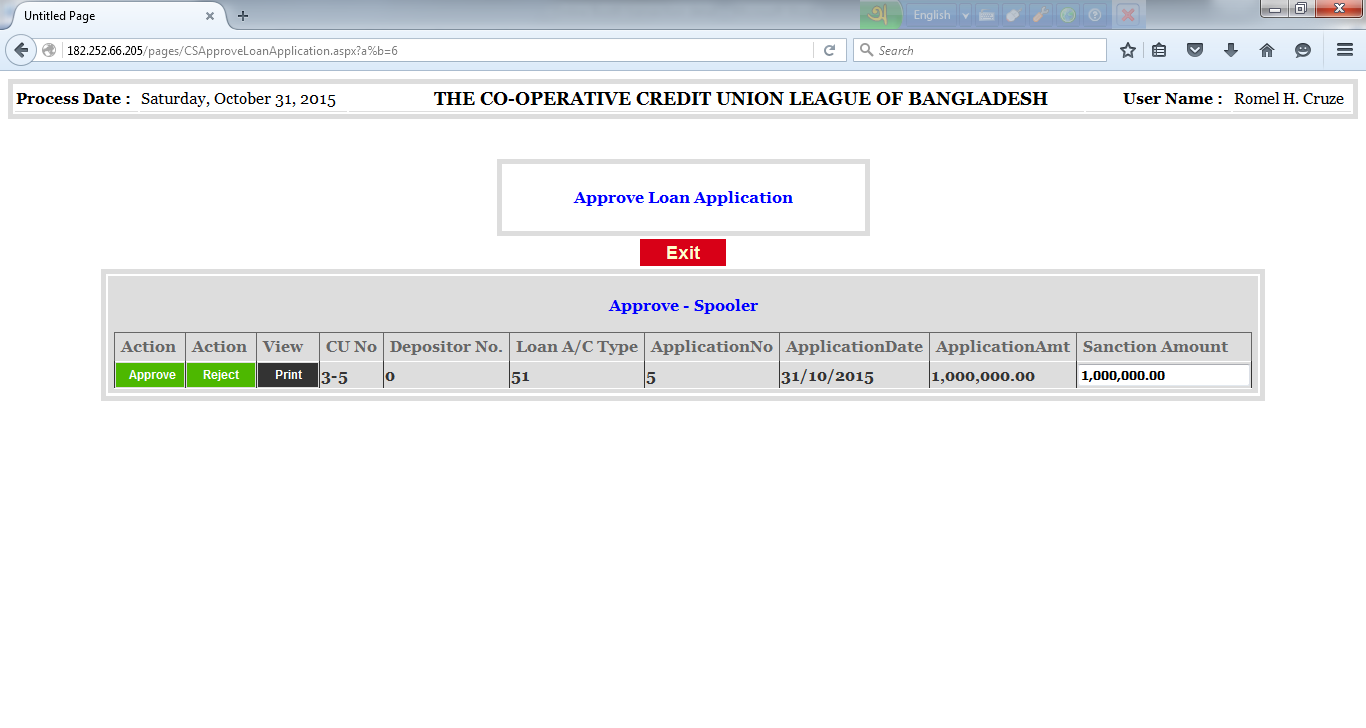 Untitled Page
অ English
182.252.66.205/pages/CSApproveLoanApplication.aspx?a%b=6
Search
Process Date : Saturday, October 31, 2015 THE CO-OPERATIVE CREDIT UNION LEAGUE OF BANGLADESH User Name : Romel H. Cruze
Approve Loan Application
Exit
Approve - Spooler
Action Action View CU No Depositor No. Loan A/C Type ApplicationNo ApplicationDate ApplicationAmt Sanction Amount
Approve Reject Print 3-5 0 51 5 31/10/2015 1,000,000.00 1,000,000.00